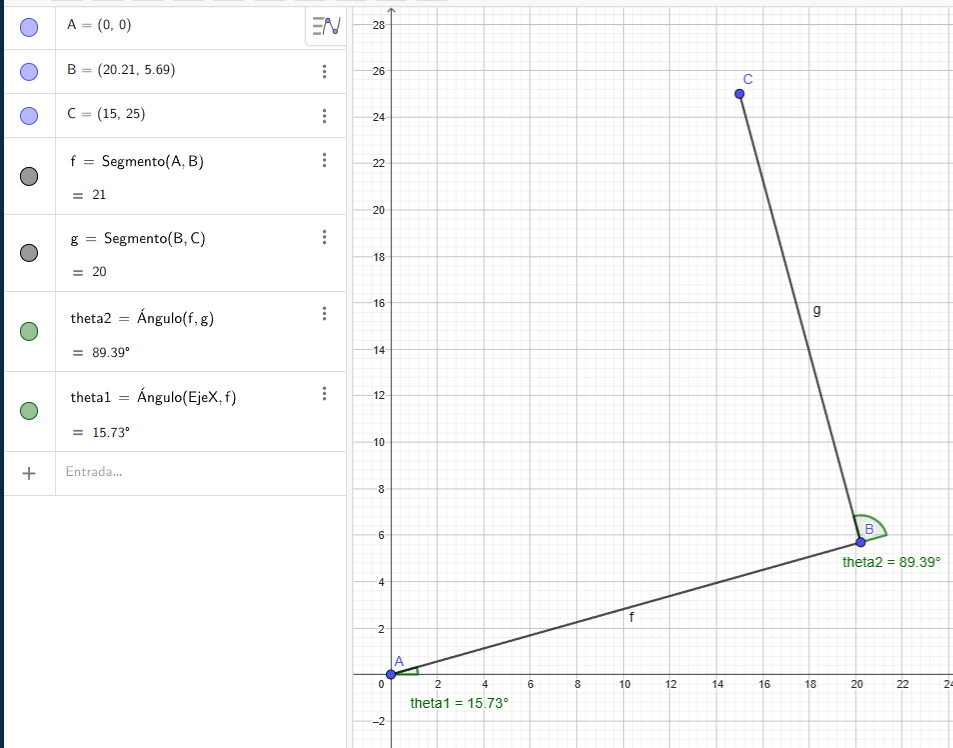 A = (0, 0)
B = (20.21, 5.69)
C = (15, 25)
f = Segmento(A, B)
= 21
g = Segmento(B, C)
= 20
theta2 = Ángulo(f, g)
= 89.39°
theta1 = Ángulo(EjeX, f)
= 15.73°
Entrada...
28
26
24
22
20
18
16
14
12
10
8
6
4
2
0
−2
2
4
6
8
10
12
14
16
18
20
22
24
C
g
B
theta2 = 89.39°
f
A
theta1 = 15.73°